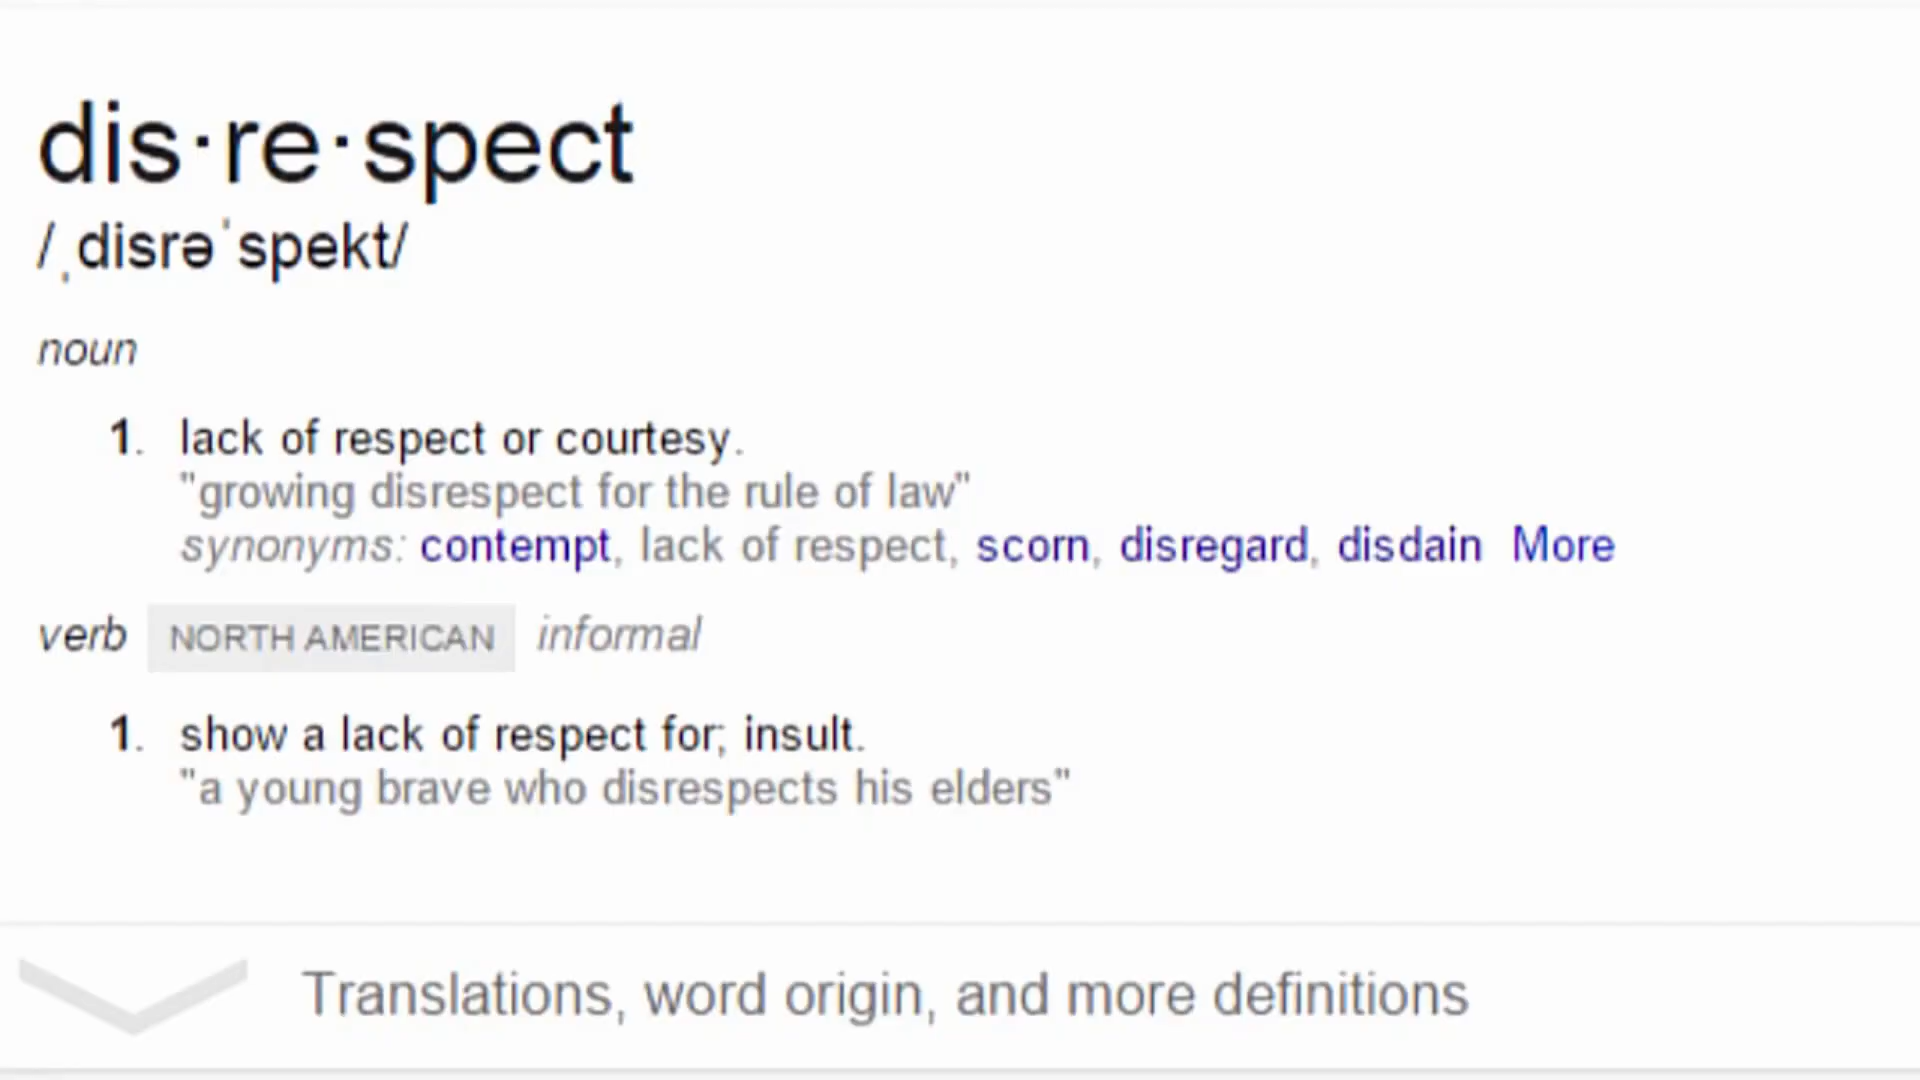 dis·re·spect
/ˌdisrəˈspekt/
noun
1. lack of respect or courtesy.
"growing disrespect for the rule of law"
synonyms: contempt, lack of respect, scorn, disregard, disdain More
verb NORTH AMERICAN informal
1. show a lack of respect for; insult.
"a young brave who disrespects his elders"
Translations, word origin, and more definitions